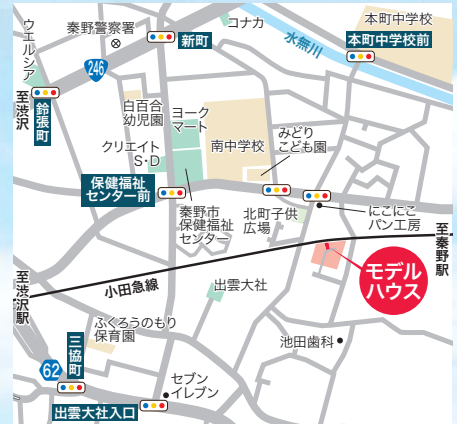 コナカ
本町中学校
秦野警察署
新町
水無川
本町中学校前
ウエルシア
246
至渋沢
鈴張町
白百合
幼児園
ヨーク
マート
南中学校
みどり
こども園
クリエイト
S・D
保健福祉
センター前
秦野市
保健福祉
センター
北町子供
広場
にこにこ
パン工房
至秦野駅
モデル
ハウス
至渋沢駅
小田急線
出雲大社
ふくろうのもり
保育園
三協町
62
池田歯科
セブン
イレブン
出雲大社入口